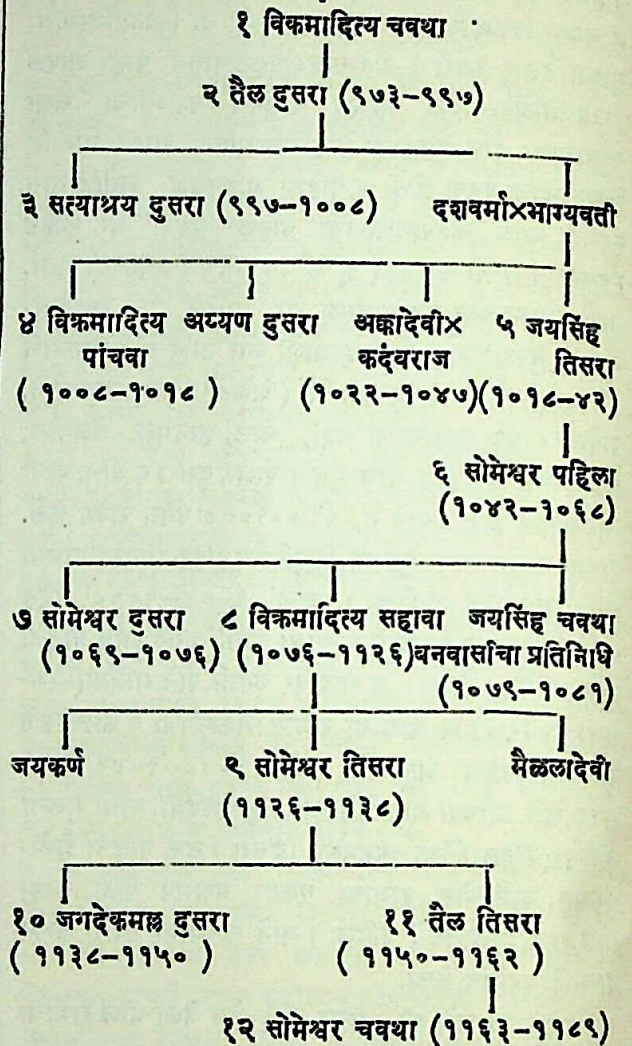 १ विक्रमादित्य चवथा
२ तैल दुसरा (९७३–९९७)
३ सत्याश्रय दुसरा (९९७–१००८) दशवर्मा×भाग्यवती
४ विक्रमादित्य अय्यण दुसरा अक्कादेवी× ५ जयसिंह
पांचवा कदंबराज तिसरा
( १००८–१०१८ ) (१०२२–१०४७)(१०१८–४२)
६ सोमेश्वर पहिला
(१०४२–१०६८)
७ सोमेश्वर दुसरा ८ विक्रमादित्य सहावा जयसिंह चवथा
(१०६९–१०७६) (१०७६–११२६)बनवासीचा प्रतिनिधि
(१०७९–१०८१)
जयकर्ण ९ सोमेश्वर तिसरा मैळलादेवी
(११२६–११३८)
१० जगदेकमल्ल दुसरा ११ तैल तिसरा
( ११३८–११५० ) ( ११५०–११६२ )
१२ सोमेश्वर चवथा (११६३–११८९)